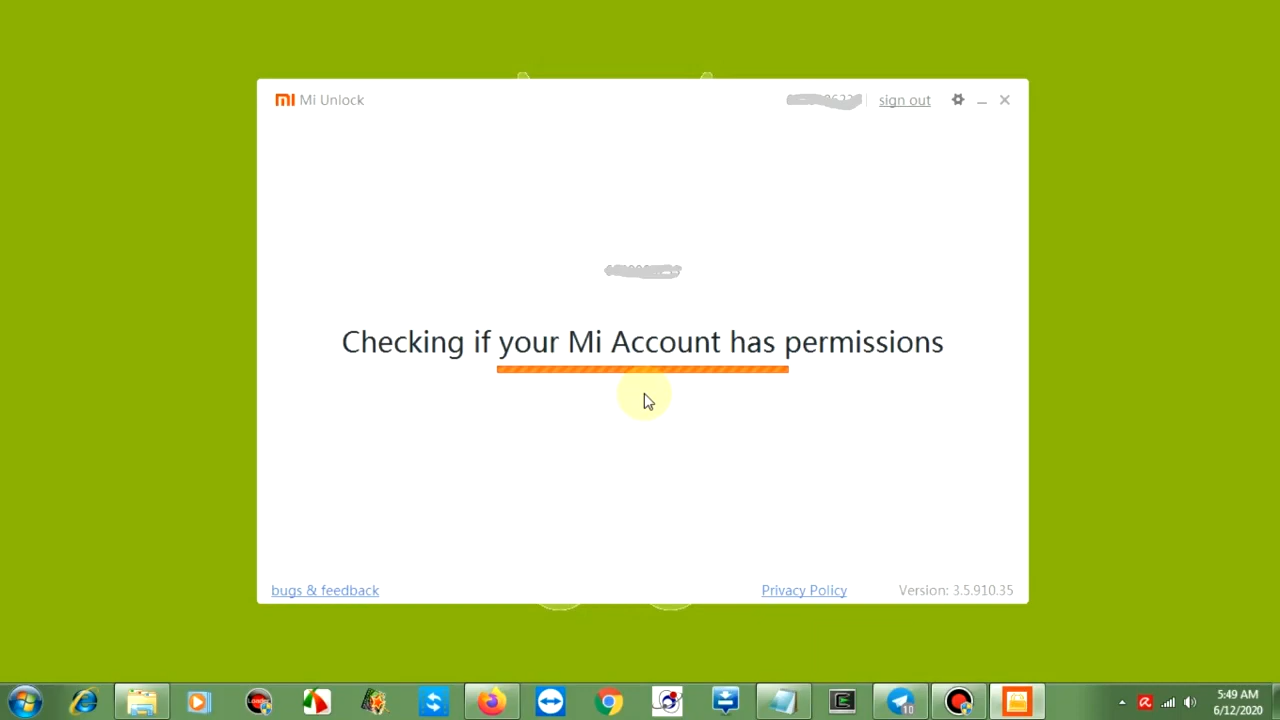 Mi Unlock
sign out
Checking if your Mi Account has permissions
bugs & feedback
Privacy Policy
Version: 3.5.910.35
10
5:49 AM
6/12/2020